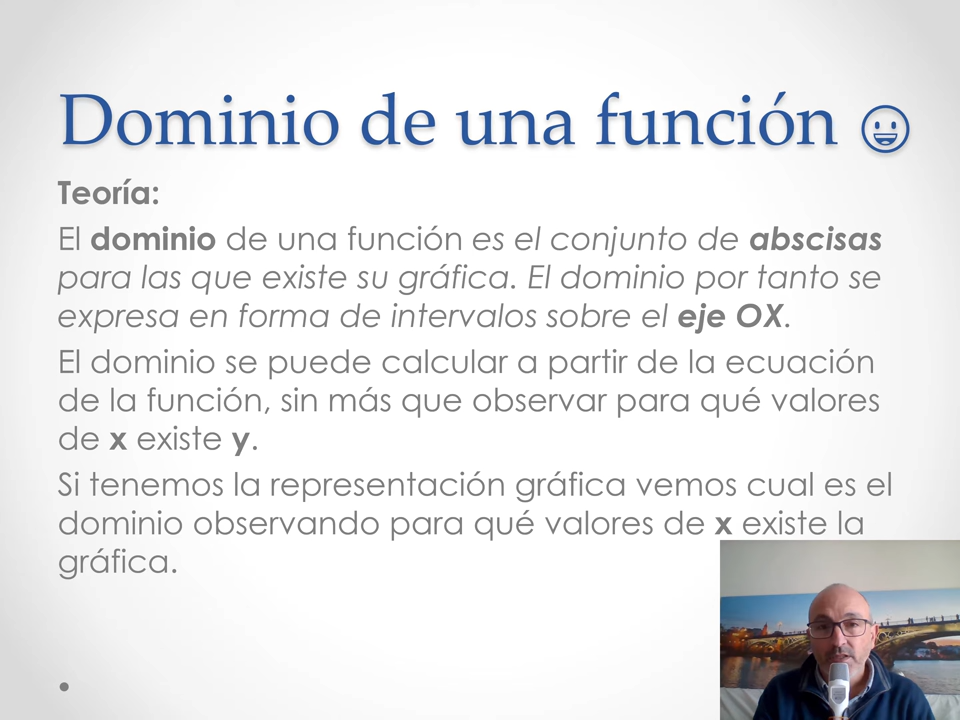 Dominio de una función 😃
Teoría:
El dominio de una función es el conjunto de abscisas
para las que existe su gráfica. El dominio por tanto se
expresa en forma de intervalos sobre el eje OX.
El dominio se puede calcular a partir de la ecuación
de la función, sin más que observar para qué valores
de x existe y.
Si tenemos la representación gráfica vemos cual es el
dominio observando para qué valores de x existe la
gráfica.